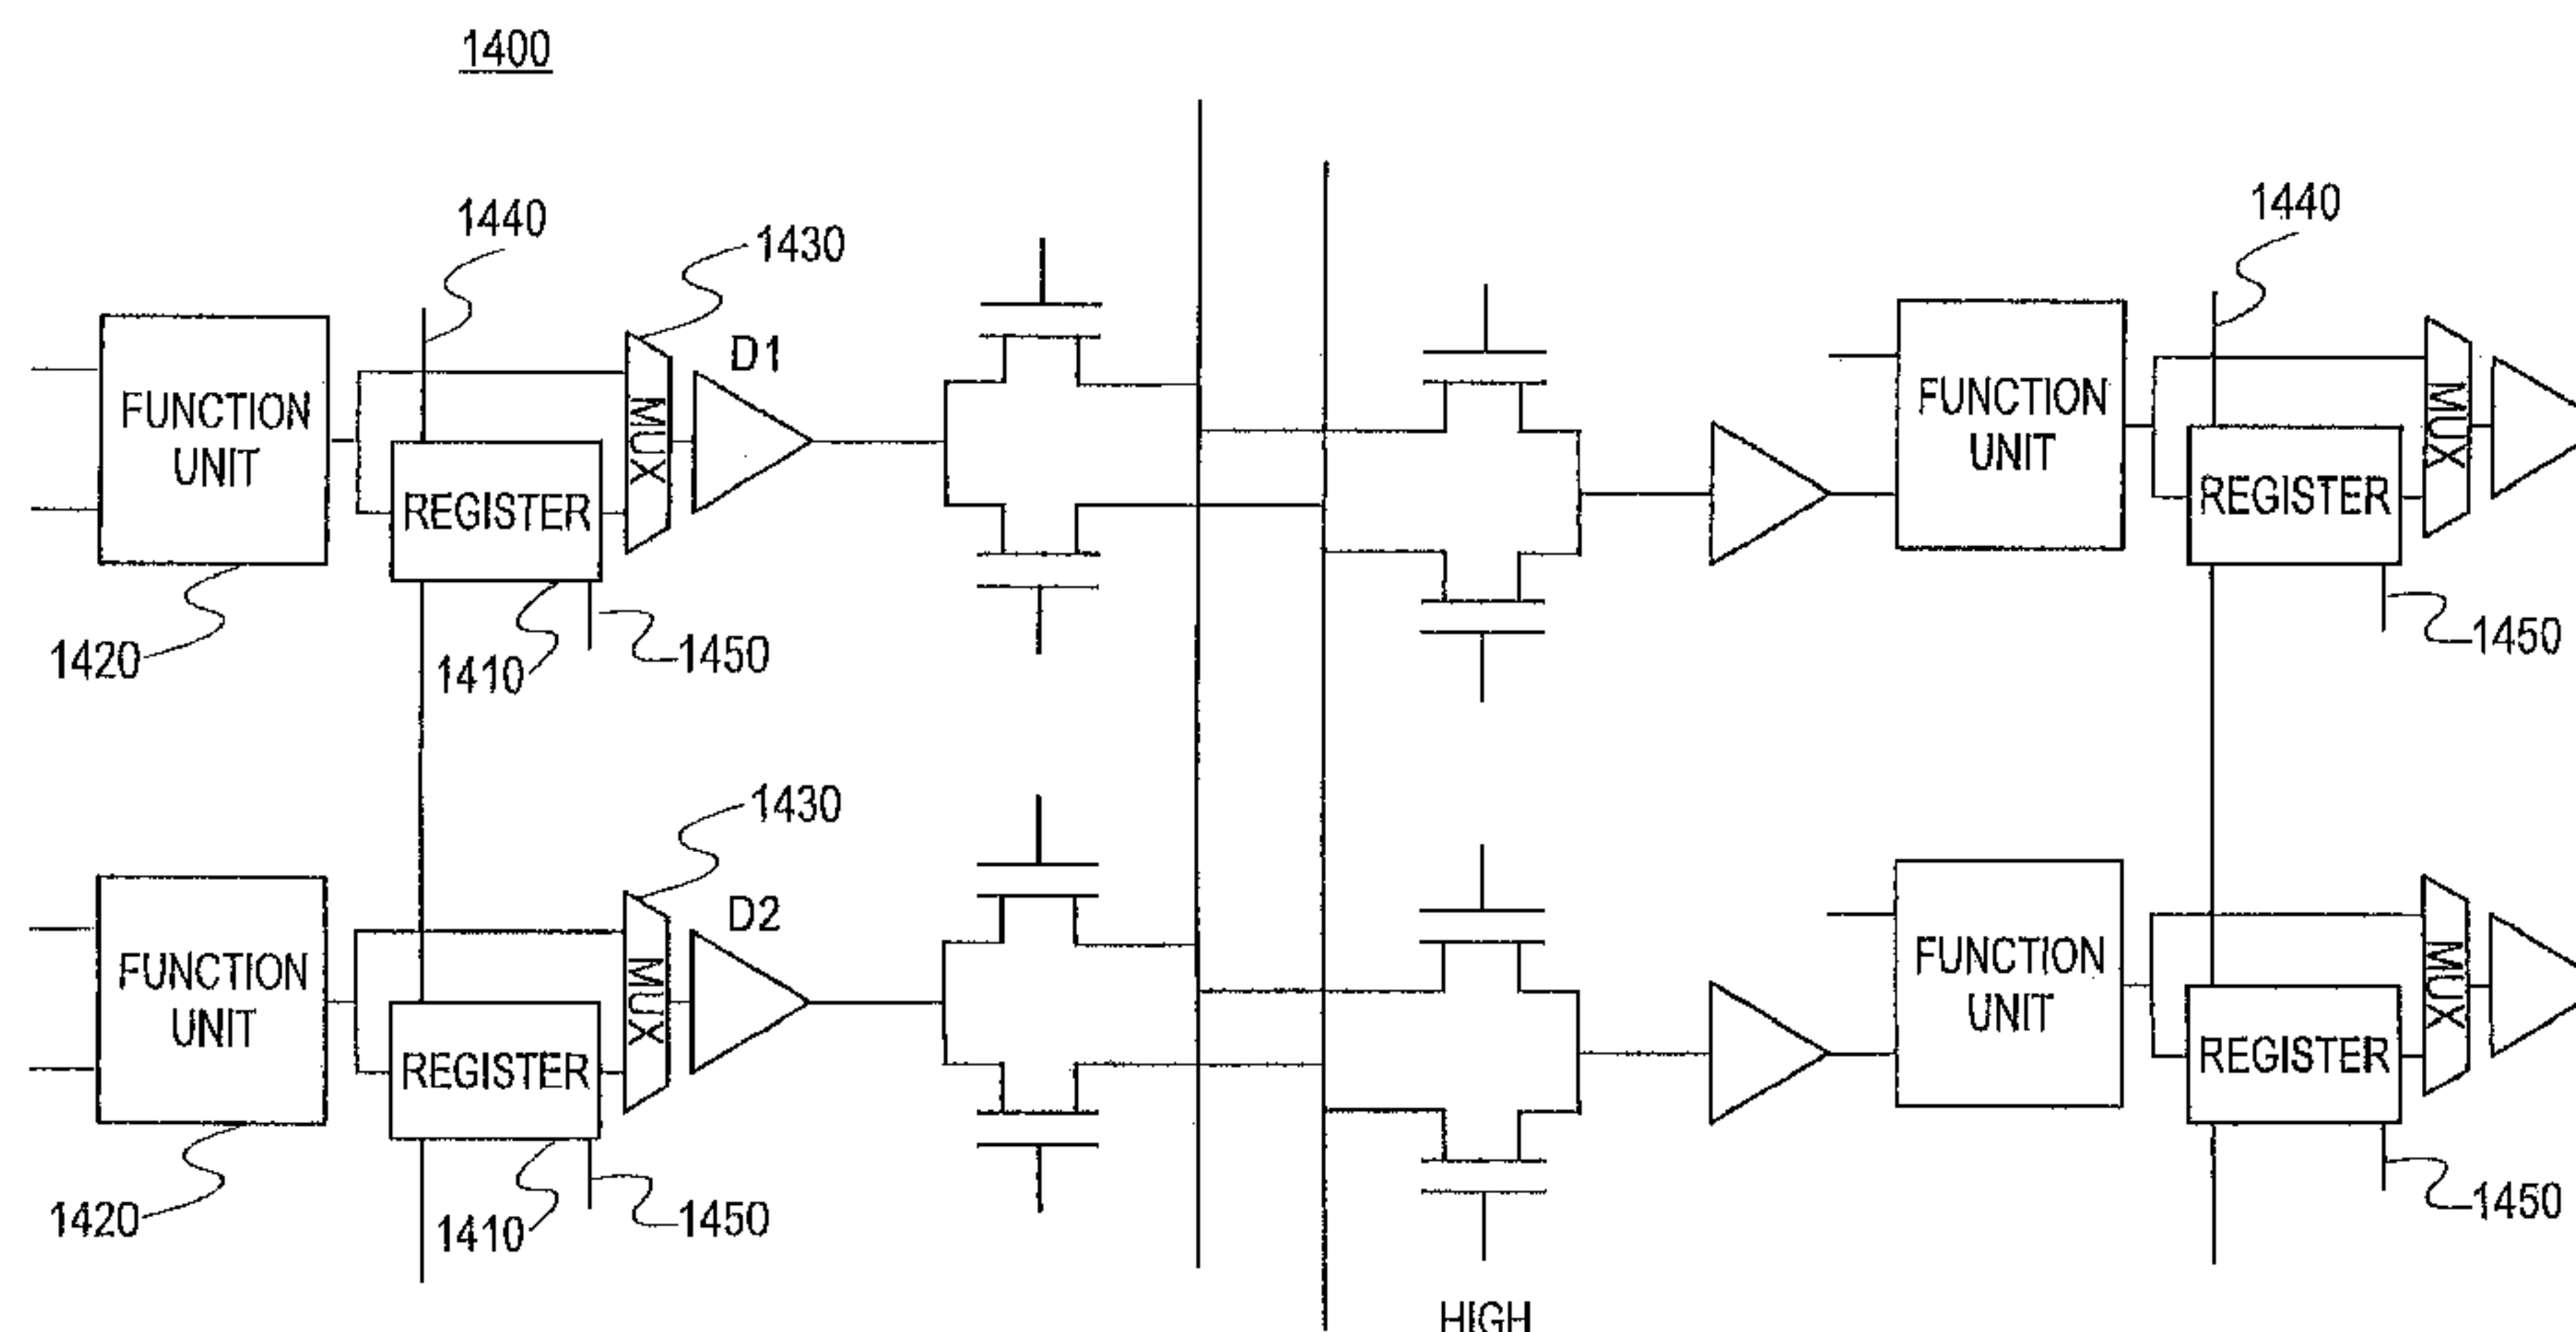 1400
1440
1430
1440
D1
FUNCTION
UNIT
MUX
REGISTER
FUNCTION
UNIT
MUX
REGISTER
1420
1410
1450
1450
1430
D2
FUNCTION
UNIT
MUX
REGISTER
FUNCTION
UNIT
MUX
REGISTER
1420
1410
1450
1450
HIGH